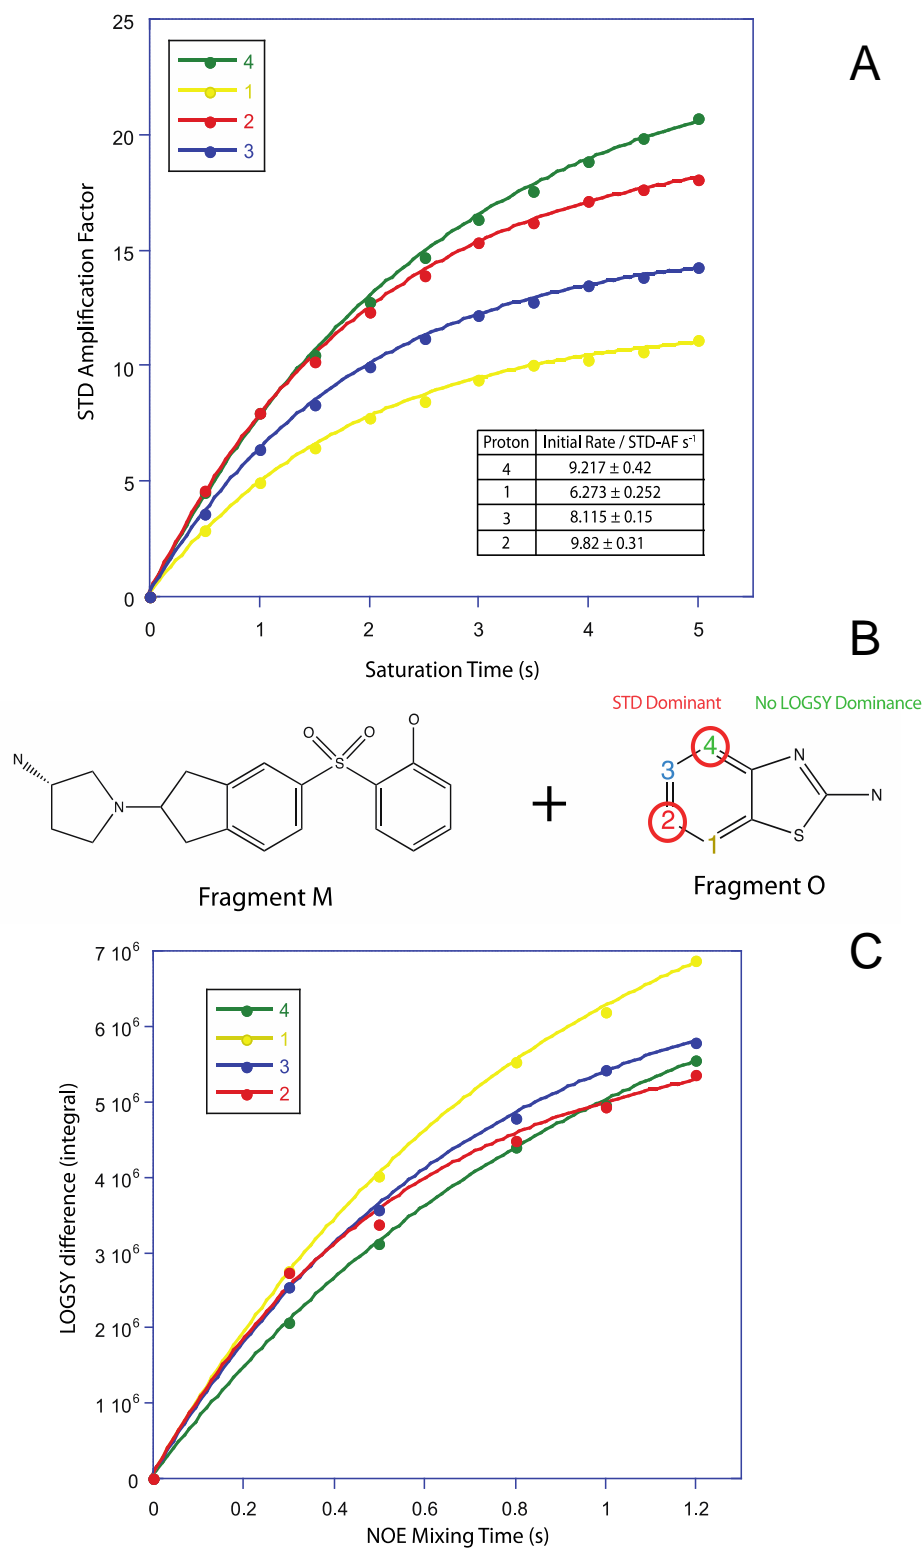 A
25
20
15
10
5
0
STD Amplification Factor
4
1
2
3
Proton Initial Rate / STD-AF s⁻¹
4 9.217 ± 0.42
1 6.273 ± 0.252
3 8.115 ± 0.15
2 9.82 ± 0.31
0 1 2 3 4 5
Saturation Time (s)
B
STD Dominant No LOGSY Dominance
N N O O S O
4 3 2 1 N S N
+
Fragment M
Fragment O
C
7 10⁶
6 10⁶
5 10⁶
4 10⁶
3 10⁶
2 10⁶
1 10⁶
0
LOGSY difference (integral)
4
1
3
2
0 0.2 0.4 0.6 0.8 1 1.2
NOE Mixing Time (s)